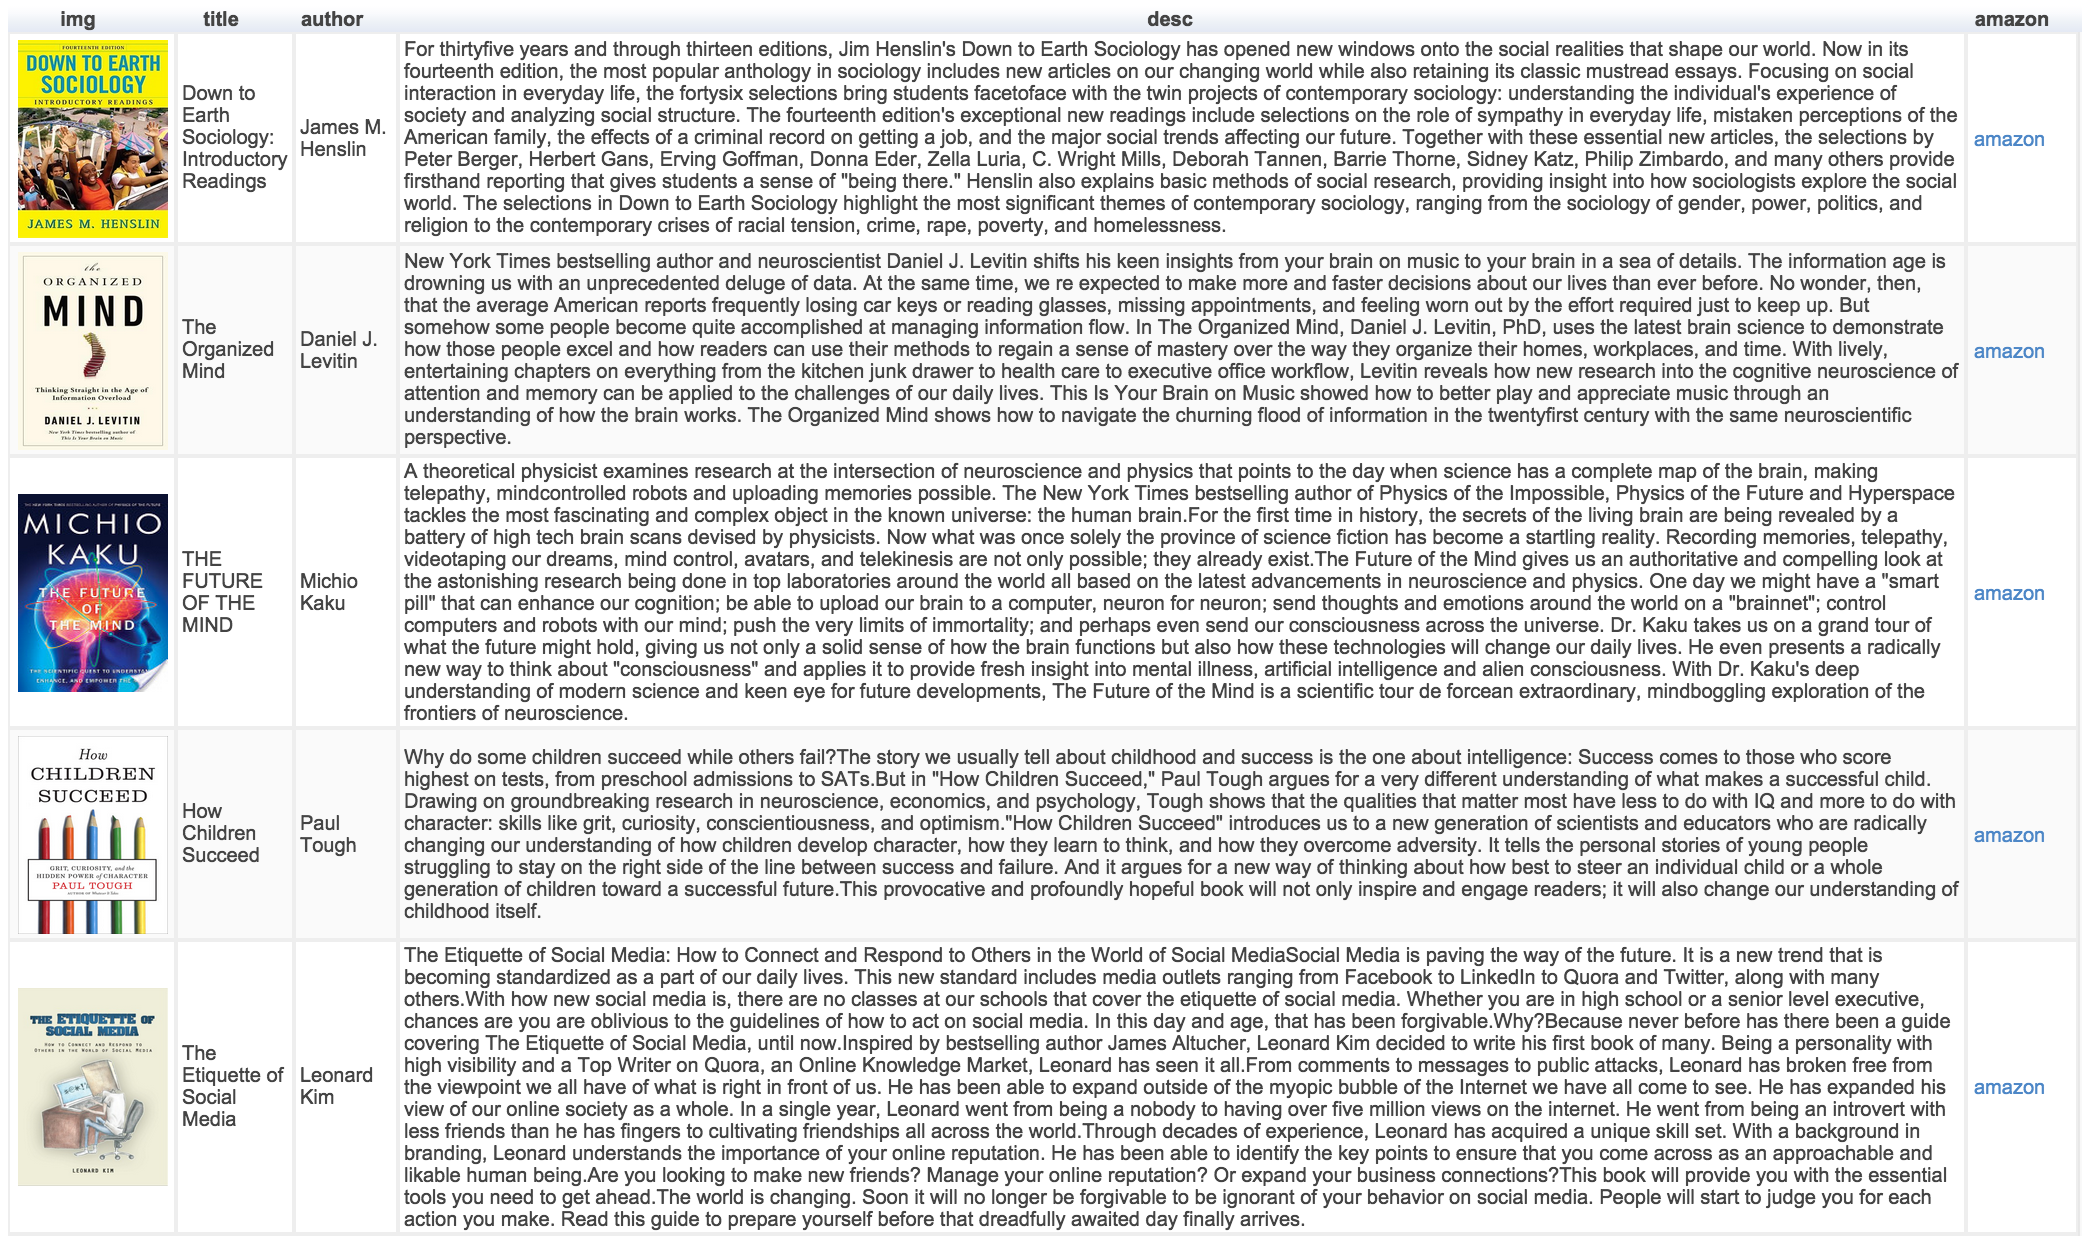 img title author desc amazon
FOURTEENTH EDITION
DOWN TO EARTH
SOCIOLOGY
INTRODUCTORY READINGS
JAMES M. HENSLIN
Down to
Earth
Sociology:
Introductory
Readings
James M.
Henslin
For thirtyfive years and through thirteen editions, Jim Henslin's Down to Earth Sociology has opened new windows onto the social realities that shape our world. Now in its
fourteenth edition, the most popular anthology in sociology includes new articles on our changing world while also retaining its classic mustread essays. Focusing on social
interaction in everyday life, the fortysix selections bring students facetoface with the twin projects of contemporary sociology: understanding the individual's experience of
society and analyzing social structure. The fourteenth edition's exceptional new readings include selections on the role of sympathy in everyday life, mistaken perceptions of the
American family, the effects of a criminal record on getting a job, and the major social trends affecting our future. Together with these essential new articles, the selections by
Peter Berger, Herbert Gans, Erving Goffman, Donna Eder, Zella Luria, C. Wright Mills, Deborah Tannen, Barrie Thorne, Sidney Katz, Philip Zimbardo, and many others provide
firsthand reporting that gives students a sense of "being there." Henslin also explains basic methods of social research, providing insight into how sociologists explore the social
world. The selections in Down to Earth Sociology highlight the most significant themes of contemporary sociology, ranging from the sociology of gender, power, politics, and
religion to the contemporary crises of racial tension, crime, rape, poverty, and homelessness.
amazon
the
ORGANIZED
MIND
Thinking Straight in the Age of
Information Overload
DANIEL J. LEVITIN
New York Times bestselling author of
This Is Your Brain on Music
The
Organized
Mind
Daniel J.
Levitin
New York Times bestselling author and neuroscientist Daniel J. Levitin shifts his keen insights from your brain on music to your brain in a sea of details. The information age is
drowning us with an unprecedented deluge of data. At the same time, we re expected to make more and faster decisions about our lives than ever before. No wonder, then,
that the average American reports frequently losing car keys or reading glasses, missing appointments, and feeling worn out by the effort required just to keep up. But
somehow some people become quite accomplished at managing information flow. In The Organized Mind, Daniel J. Levitin, PhD, uses the latest brain science to demonstrate
how those people excel and how readers can use their methods to regain a sense of mastery over the way they organize their homes, workplaces, and time. With lively,
entertaining chapters on everything from the kitchen junk drawer to health care to executive office workflow, Levitin reveals how new research into the cognitive neuroscience of
attention and memory can be applied to the challenges of our daily lives. This Is Your Brain on Music showed how to better play and appreciate music through an
understanding of how the brain works. The Organized Mind shows how to navigate the churning flood of information in the twentyfirst century with the same neuroscientific
perspective.
amazon
MICHIO
KAKU
THE FUTURE
OF
THE MIND
THE SCIENTIFIC QUEST TO UNDERSTAND
ENHANCE, AND EMPOWER THE
THE
FUTURE
OF THE
MIND
Michio
Kaku
A theoretical physicist examines research at the intersection of neuroscience and physics that points to the day when science has a complete map of the brain, making
telepathy, mindcontrolled robots and uploading memories possible. The New York Times bestselling author of Physics of the Impossible, Physics of the Future and Hyperspace
tackles the most fascinating and complex object in the known universe: the human brain.For the first time in history, the secrets of the living brain are being revealed by a
battery of high tech brain scans devised by physicists. Now what was once solely the province of science fiction has become a startling reality. Recording memories, telepathy,
videotaping our dreams, mind control, avatars, and telekinesis are not only possible; they already exist.The Future of the Mind gives us an authoritative and compelling look at
the astonishing research being done in top laboratories around the world all based on the latest advancements in neuroscience and physics. One day we might have a "smart
pill" that can enhance our cognition; be able to upload our brain to a computer, neuron for neuron; send thoughts and emotions around the world on a "brainnet"; control
computers and robots with our mind; push the very limits of immortality; and perhaps even send our consciousness across the universe. Dr. Kaku takes us on a grand tour of
what the future might hold, giving us not only a solid sense of how the brain functions but also how these technologies will change our daily lives. He even presents a radically
new way to think about "consciousness" and applies it to provide fresh insight into mental illness, artificial intelligence and alien consciousness. With Dr. Kaku's deep
understanding of modern science and keen eye for future developments, The Future of the Mind is a scientific tour de forcean extraordinary, mindboggling exploration of the
frontiers of neuroscience.
amazon
How
CHILDREN
SUCCEED
GRIT, CURIOSITY, and the
HIDDEN POWER of CHARACTER
PAUL TOUGH
How
Children
Succeed
Paul
Tough
Why do some children succeed while others fail?The story we usually tell about childhood and success is the one about intelligence: Success comes to those who score
highest on tests, from preschool admissions to SATs.But in "How Children Succeed," Paul Tough argues for a very different understanding of what makes a successful child.
Drawing on groundbreaking research in neuroscience, economics, and psychology, Tough shows that the qualities that matter most have less to do with IQ and more to do with
character: skills like grit, curiosity, conscientiousness, and optimism."How Children Succeed" introduces us to a new generation of scientists and educators who are radically
changing our understanding of how children develop character, how they learn to think, and how they overcome adversity. It tells the personal stories of young people
struggling to stay on the right side of the line between success and failure. And it argues for a new way of thinking about how best to steer an individual child or a whole
generation of children toward a successful future.This provocative and profoundly hopeful book will not only inspire and engage readers; it will also change our understanding of
childhood itself.
amazon
THE ETIQUETTE OF
SOCIAL MEDIA
HOW TO CONNECT AND RESPOND TO
OTHERS IN THE WORLD OF SOCIAL MEDIA
LEONARD KIM
The
Etiquette of
Social
Media
Leonard
Kim
The Etiquette of Social Media: How to Connect and Respond to Others in the World of Social MediaSocial Media is paving the way of the future. It is a new trend that is
becoming standardized as a part of our daily lives. This new standard includes media outlets ranging from Facebook to LinkedIn to Quora and Twitter, along with many
others.With how new social media is, there are no classes at our schools that cover the etiquette of social media. Whether you are in high school or a senior level executive,
chances are you are oblivious to the guidelines of how to act on social media. In this day and age, that has been forgivable.Why?Because never before has there been a guide
covering The Etiquette of Social Media, until now.Inspired by bestselling author James Altucher, Leonard Kim decided to write his first book of many. Being a personality with
high visibility and a Top Writer on Quora, an Online Knowledge Market, Leonard has seen it all.From comments to messages to public attacks, Leonard has broken free from
the viewpoint we all have of what is right in front of us. He has been able to expand outside of the myopic bubble of the Internet we have all come to see. He has expanded his
view of our online society as a whole. In a single year, Leonard went from being a nobody to having over five million views on the internet. He went from being an introvert with
less friends than he has fingers to cultivating friendships all across the world.Through decades of experience, Leonard has acquired a unique skill set. With a background in
branding, Leonard understands the importance of your online reputation. He has been able to identify the key points to ensure that you come across as an approachable and
likable human being.Are you looking to make new friends? Manage your online reputation? Or expand your business connections?This book will provide you with the essential
tools you need to get ahead.The world is changing. Soon it will no longer be forgivable to be ignorant of your behavior on social media. People will start to judge you for each
action you make. Read this guide to prepare yourself before that dreadfully awaited day finally arrives.
amazon